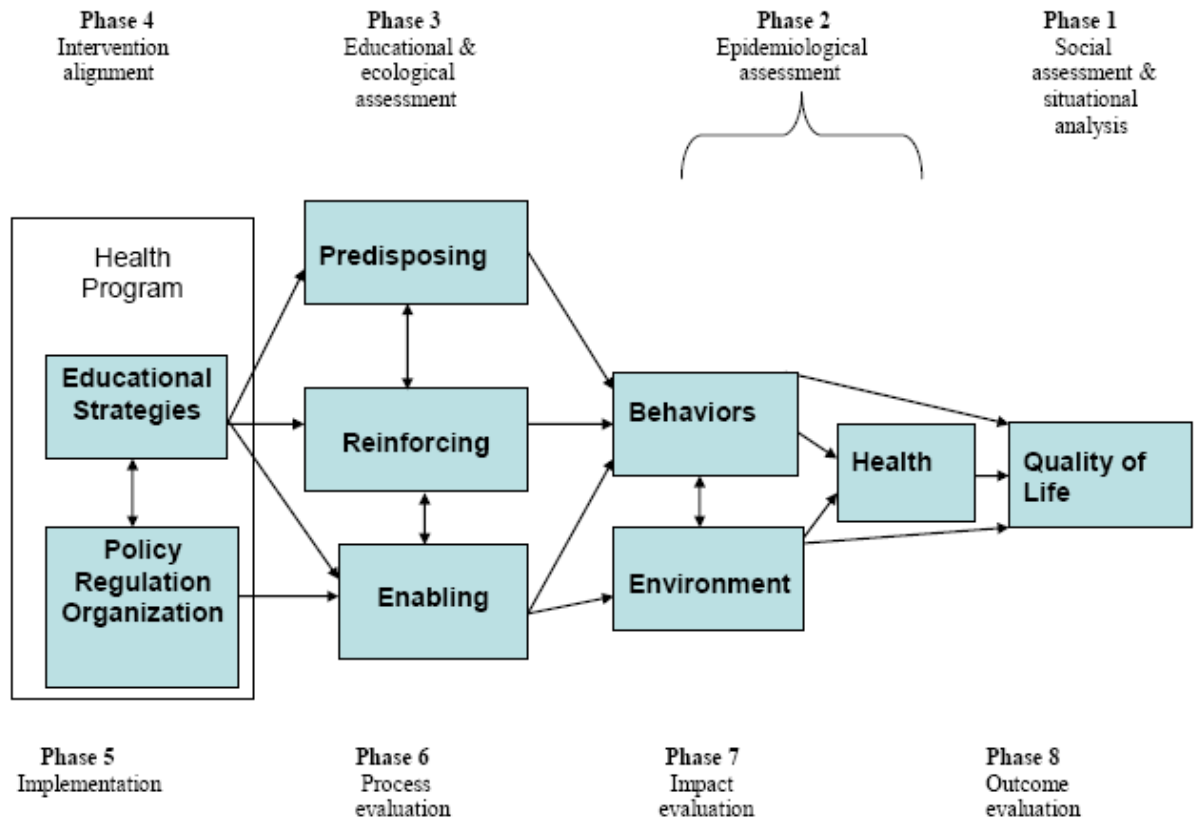 Phase 4
Intervention
alignment
Phase 3
Educational &
ecological
assessment
Phase 2
Epidemiological
assessment
Phase 1
Social
assessment &
situational
analysis
Health
Program
Educational
Strategies
Policy
Regulation
Organization
Predisposing
Reinforcing
Enabling
Behaviors
Environment
Health
Quality of
Life
Phase 5
Implementation
Phase 6
Process
evaluation
Phase 7
Impact
evaluation
Phase 8
Outcome
evaluation